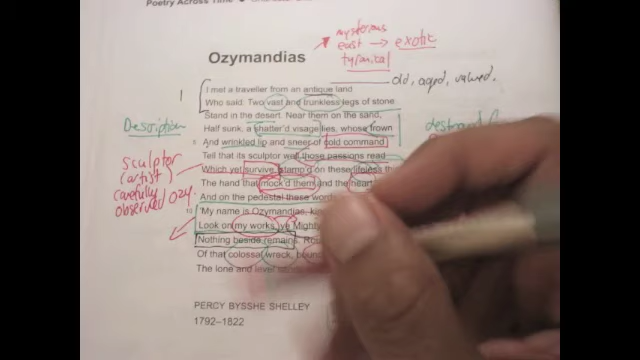 Poetry Across Time
mysterious
east → exotic
tyranical
Ozymandias
old, aged, valued.
1
I met a traveller from an antique land
Who said: Two vast and trunkless legs of stone
Stand in the desert. Near them on the sand,
Description
Half sunk, a shatter'd visage lies, whose frown
And wrinkled lip and sneer of cold command
Tell that its sculptor well those passions read
sculptor
(artist)
carefully
observed OZY.
Which yet survive, stamp'd on these lifeless
The hand that mock'd them and the heart
And on the pedestal these words
10
'My name is Ozymandias,
Look on my works, ye Mighty
Nothing beside remains.
Of that colossal wreck,
The lone and level
PERCY BYSSHE SHELLEY
1792–1822